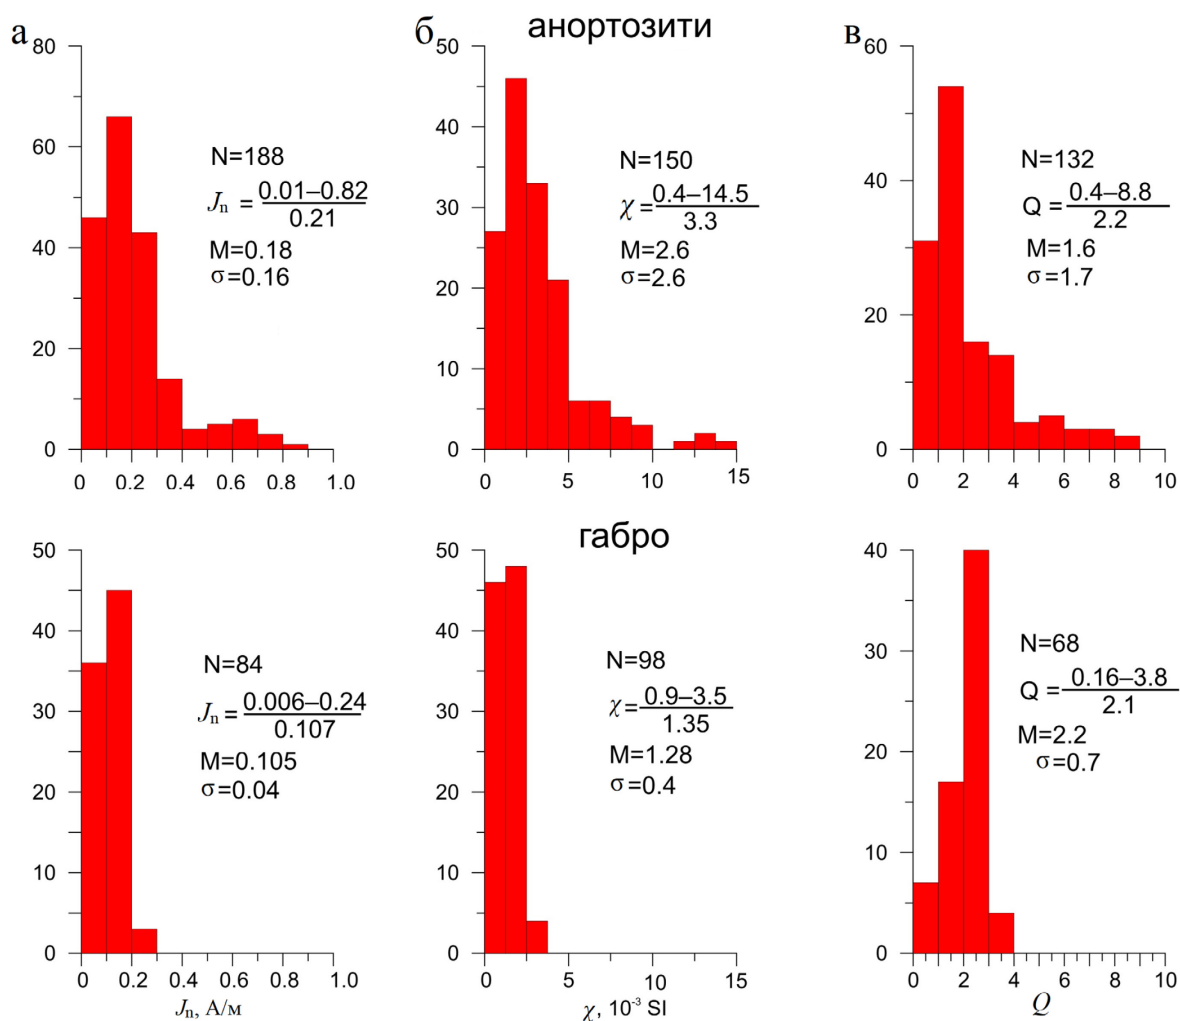 анортозити
а
80
60
40
20
0
0 0.2 0.4 0.6 0.8 1.0
N=188
Jn = 0.01–0.82
0.21
M=0.18
σ=0.16
б
50
40
30
20
10
0
0 5 10 15
N=150
χ = 0.4–14.5
3.3
M=2.6
σ=2.6
в
60
40
20
0
0 2 4 6 8 10
N=132
Q = 0.4–8.8
2.2
M=1.6
σ=1.7
габро
50
40
30
20
10
0
0 0.2 0.4 0.6 0.8 1.0
Jn, А/м
N=84
Jn = 0.006–0.24
0.107
M=0.105
σ=0.04
50
40
30
20
10
0
0 5 10 15
χ, 10⁻³ SI
N=98
χ = 0.9–3.5
1.35
M=1.28
σ=0.4
40
30
20
10
0
0 2 4 6 8 10
Q
N=68
Q = 0.16–3.8
2.1
M=2.2
σ=0.7